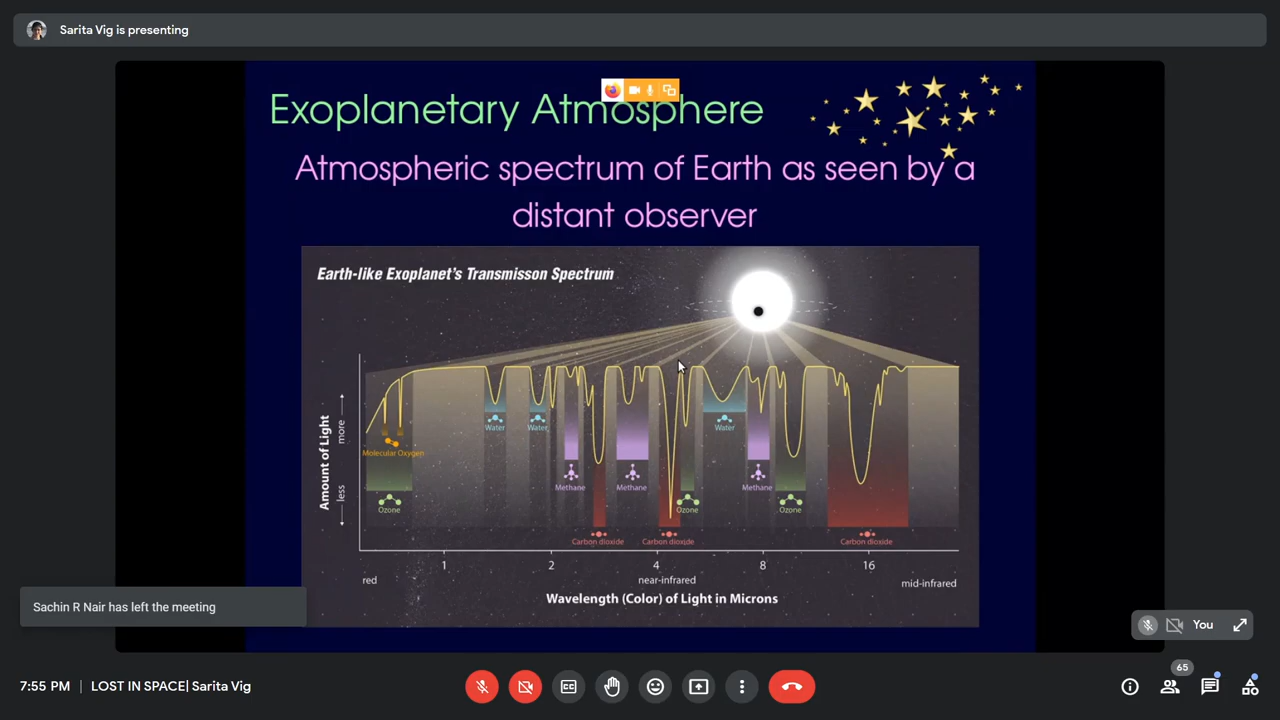 Sarita Vig is presenting
Exoplanetary Atmosphere
Atmospheric spectrum of Earth as seen by a
distant observer
Earth-like Exoplanet's Transmisson Spectrum
Amount of Light
less
more
Molecular Oxygen
Ozone
Water
Water
Methane
Carbon dioxide
Methane
Carbon dioxide
Ozone
Water
Methane
Ozone
Carbon dioxide
1 2 4 8 16
red near-infrared mid-infrared
Wavelength (Color) of Light in Microns
Sachin R Nair has left the meeting
You
7:55 PM | LOST IN SPACE| Sarita Vig
CC
65